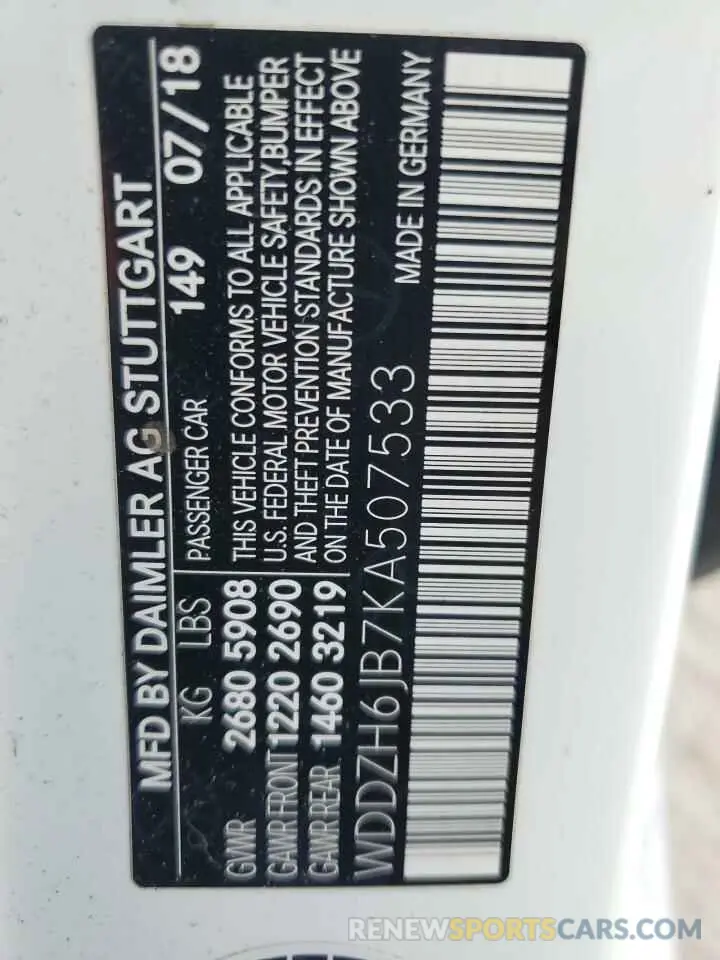 MFD BY DAIMLER AG STUTTGART
KG LBS PASSENGER CAR 149 07/18
GWR 2680 5908 THIS VEHICLE CONFORMS TO ALL APPLICABLE
GAWR FRONT 1220 2690 U.S. FEDERAL MOTOR VEHICLE SAFETY,BUMPER
GAWR REAR 1460 3219 AND THEFT PREVENTION STANDARDS IN EFFECT
ON THE DATE OF MANUFACTURE SHOWN ABOVE
WDDZH6JB7KA507533 MADE IN GERMANY
RENEWSPORTSCARS.COM